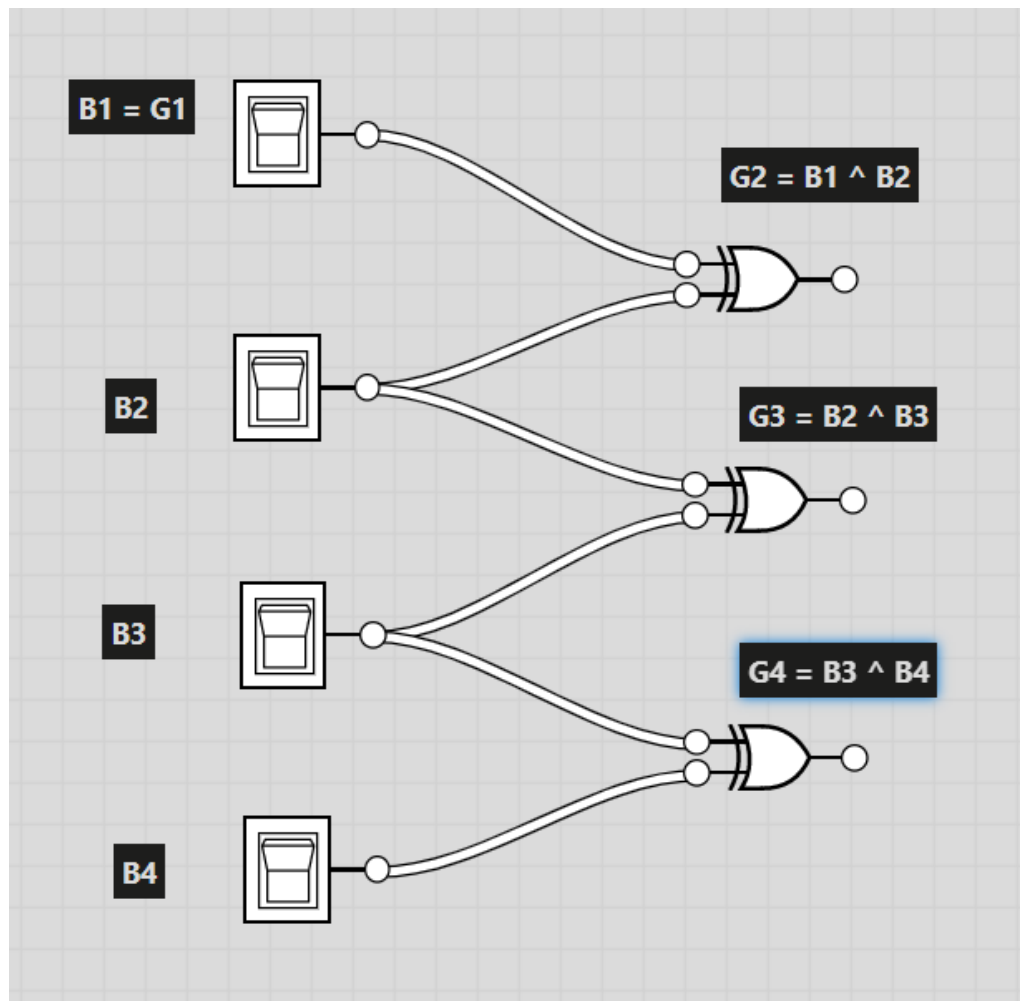 B1 = G1
G2 = B1 ^ B2
B2
G3 = B2 ^ B3
B3
G4 = B3 ^ B4
B4